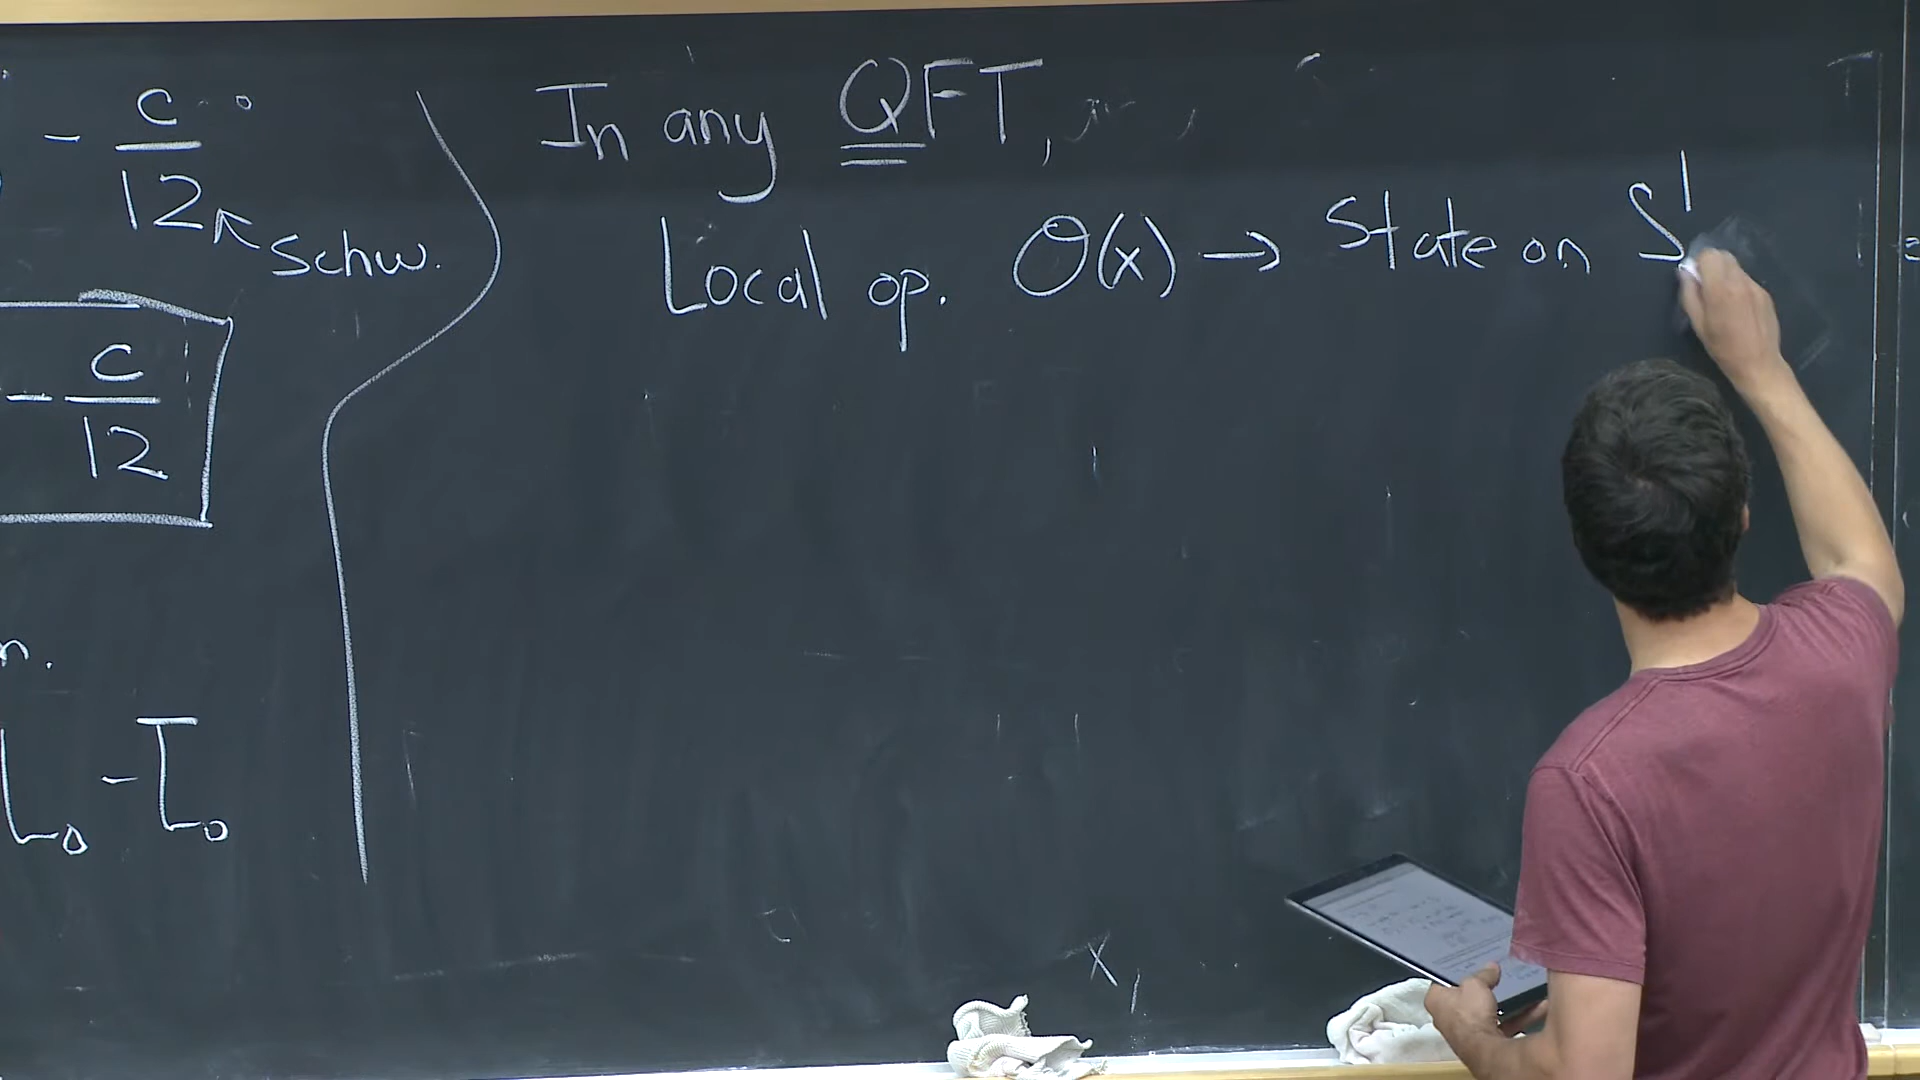 - c/12
Schw.
- c/12
n.
L₀ - L̄₀
In any QFT,
Local op. O(x) → State on S¹